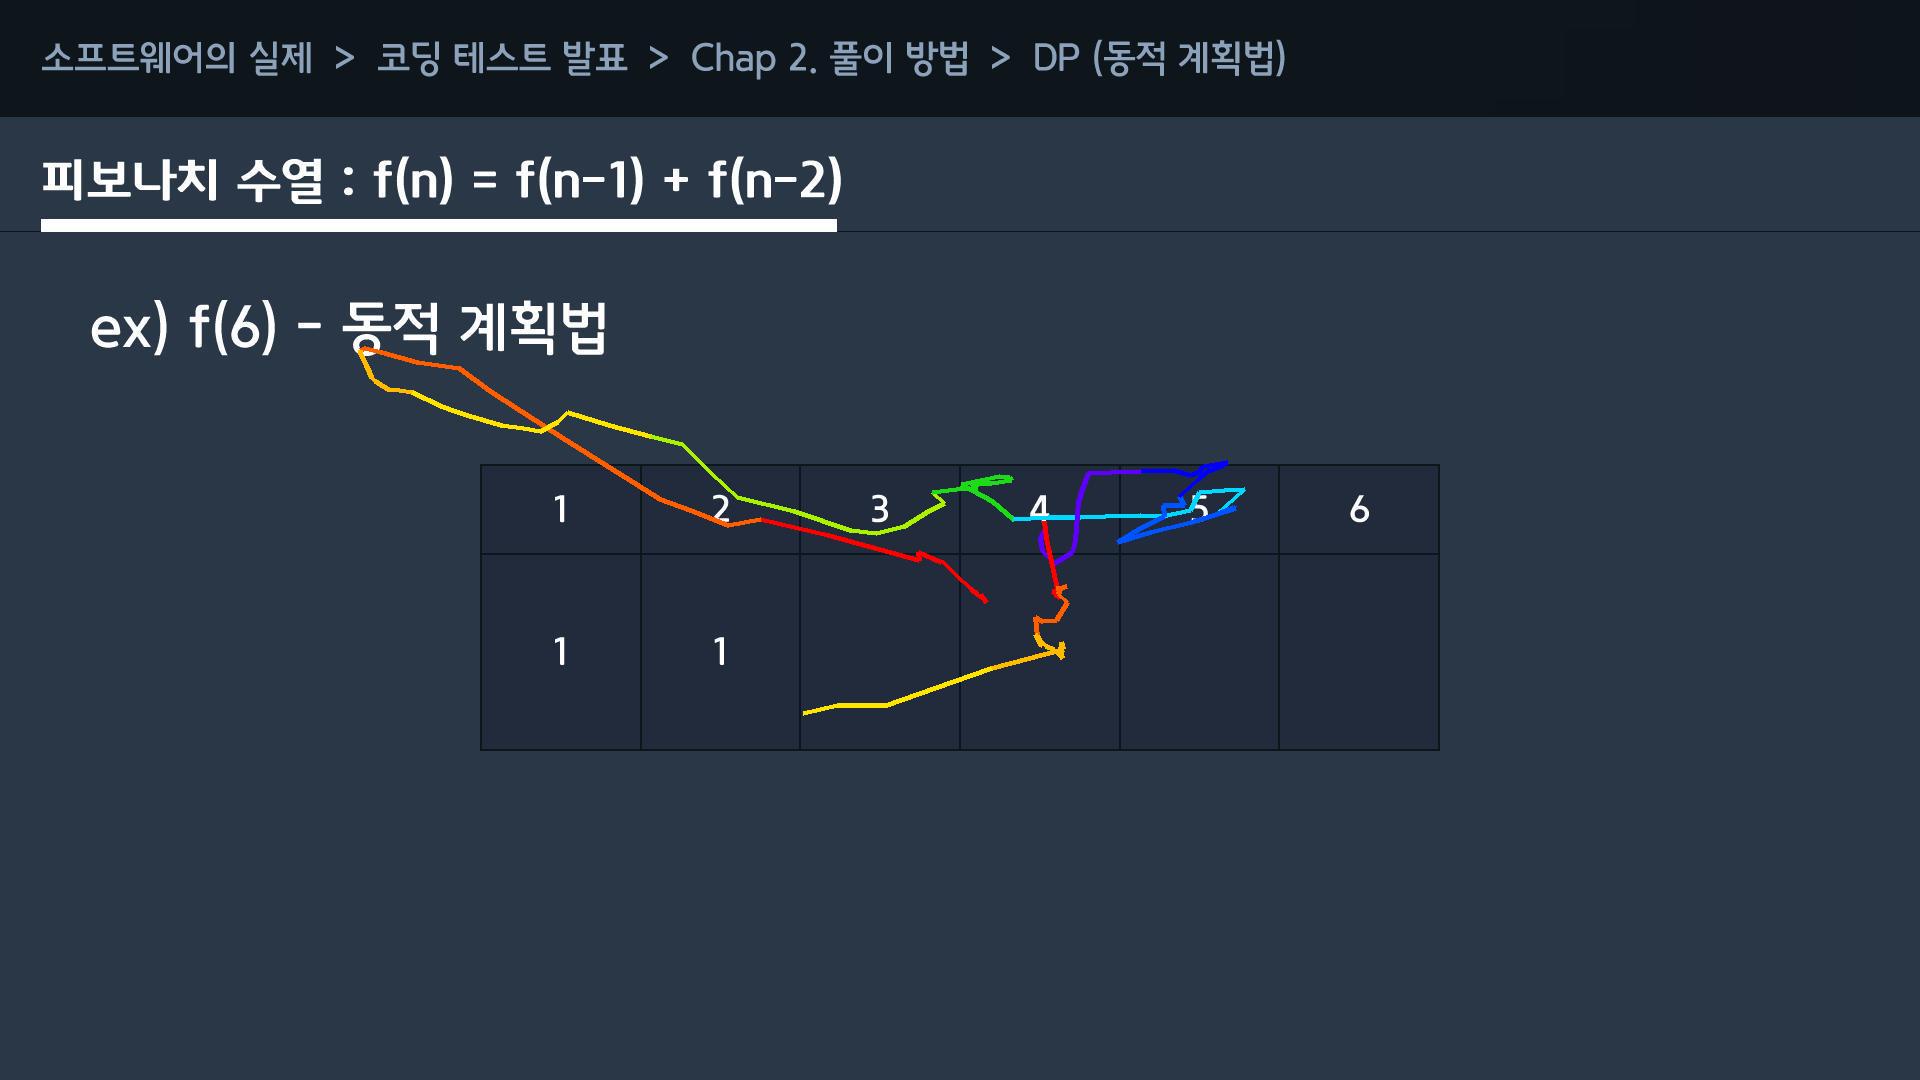 소프트웨어의 실제 > 코딩 테스트 발표 > Chap 2. 풀이 방법 > DP (동적 계획법)
피보나치 수열 : f(n) = f(n-1) + f(n-2)
ex) f(6) - 동적 계획법
1 2 3 4 5 6
1 1